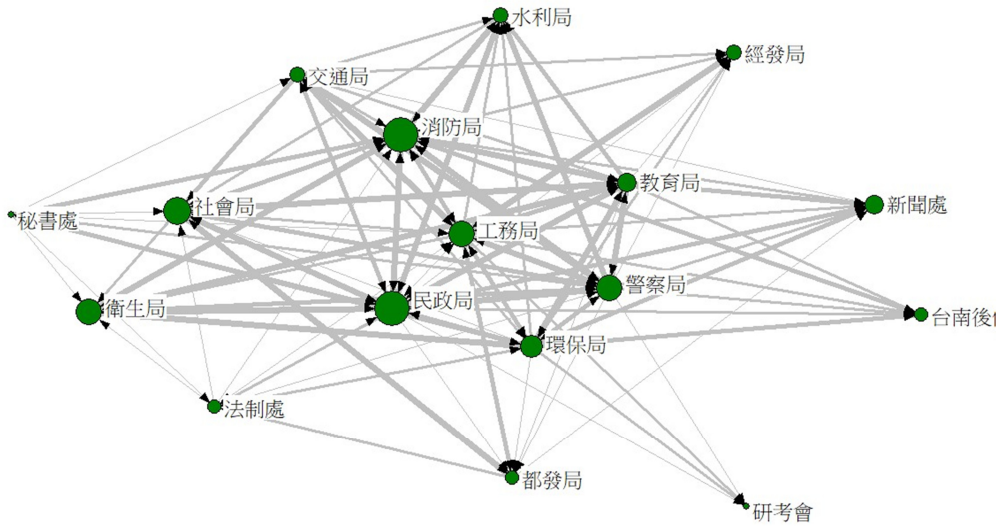 水利局
經發局
交通局
消防局
教育局
社會局
新聞處
秘書處
工務局
警察局
衛生局
民政局
台南後
環保局
法制處
都發局
研考會